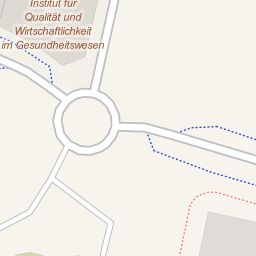 Institut für
Qualität und
Wirtschaftlichkeit
im Gesundheitswesen